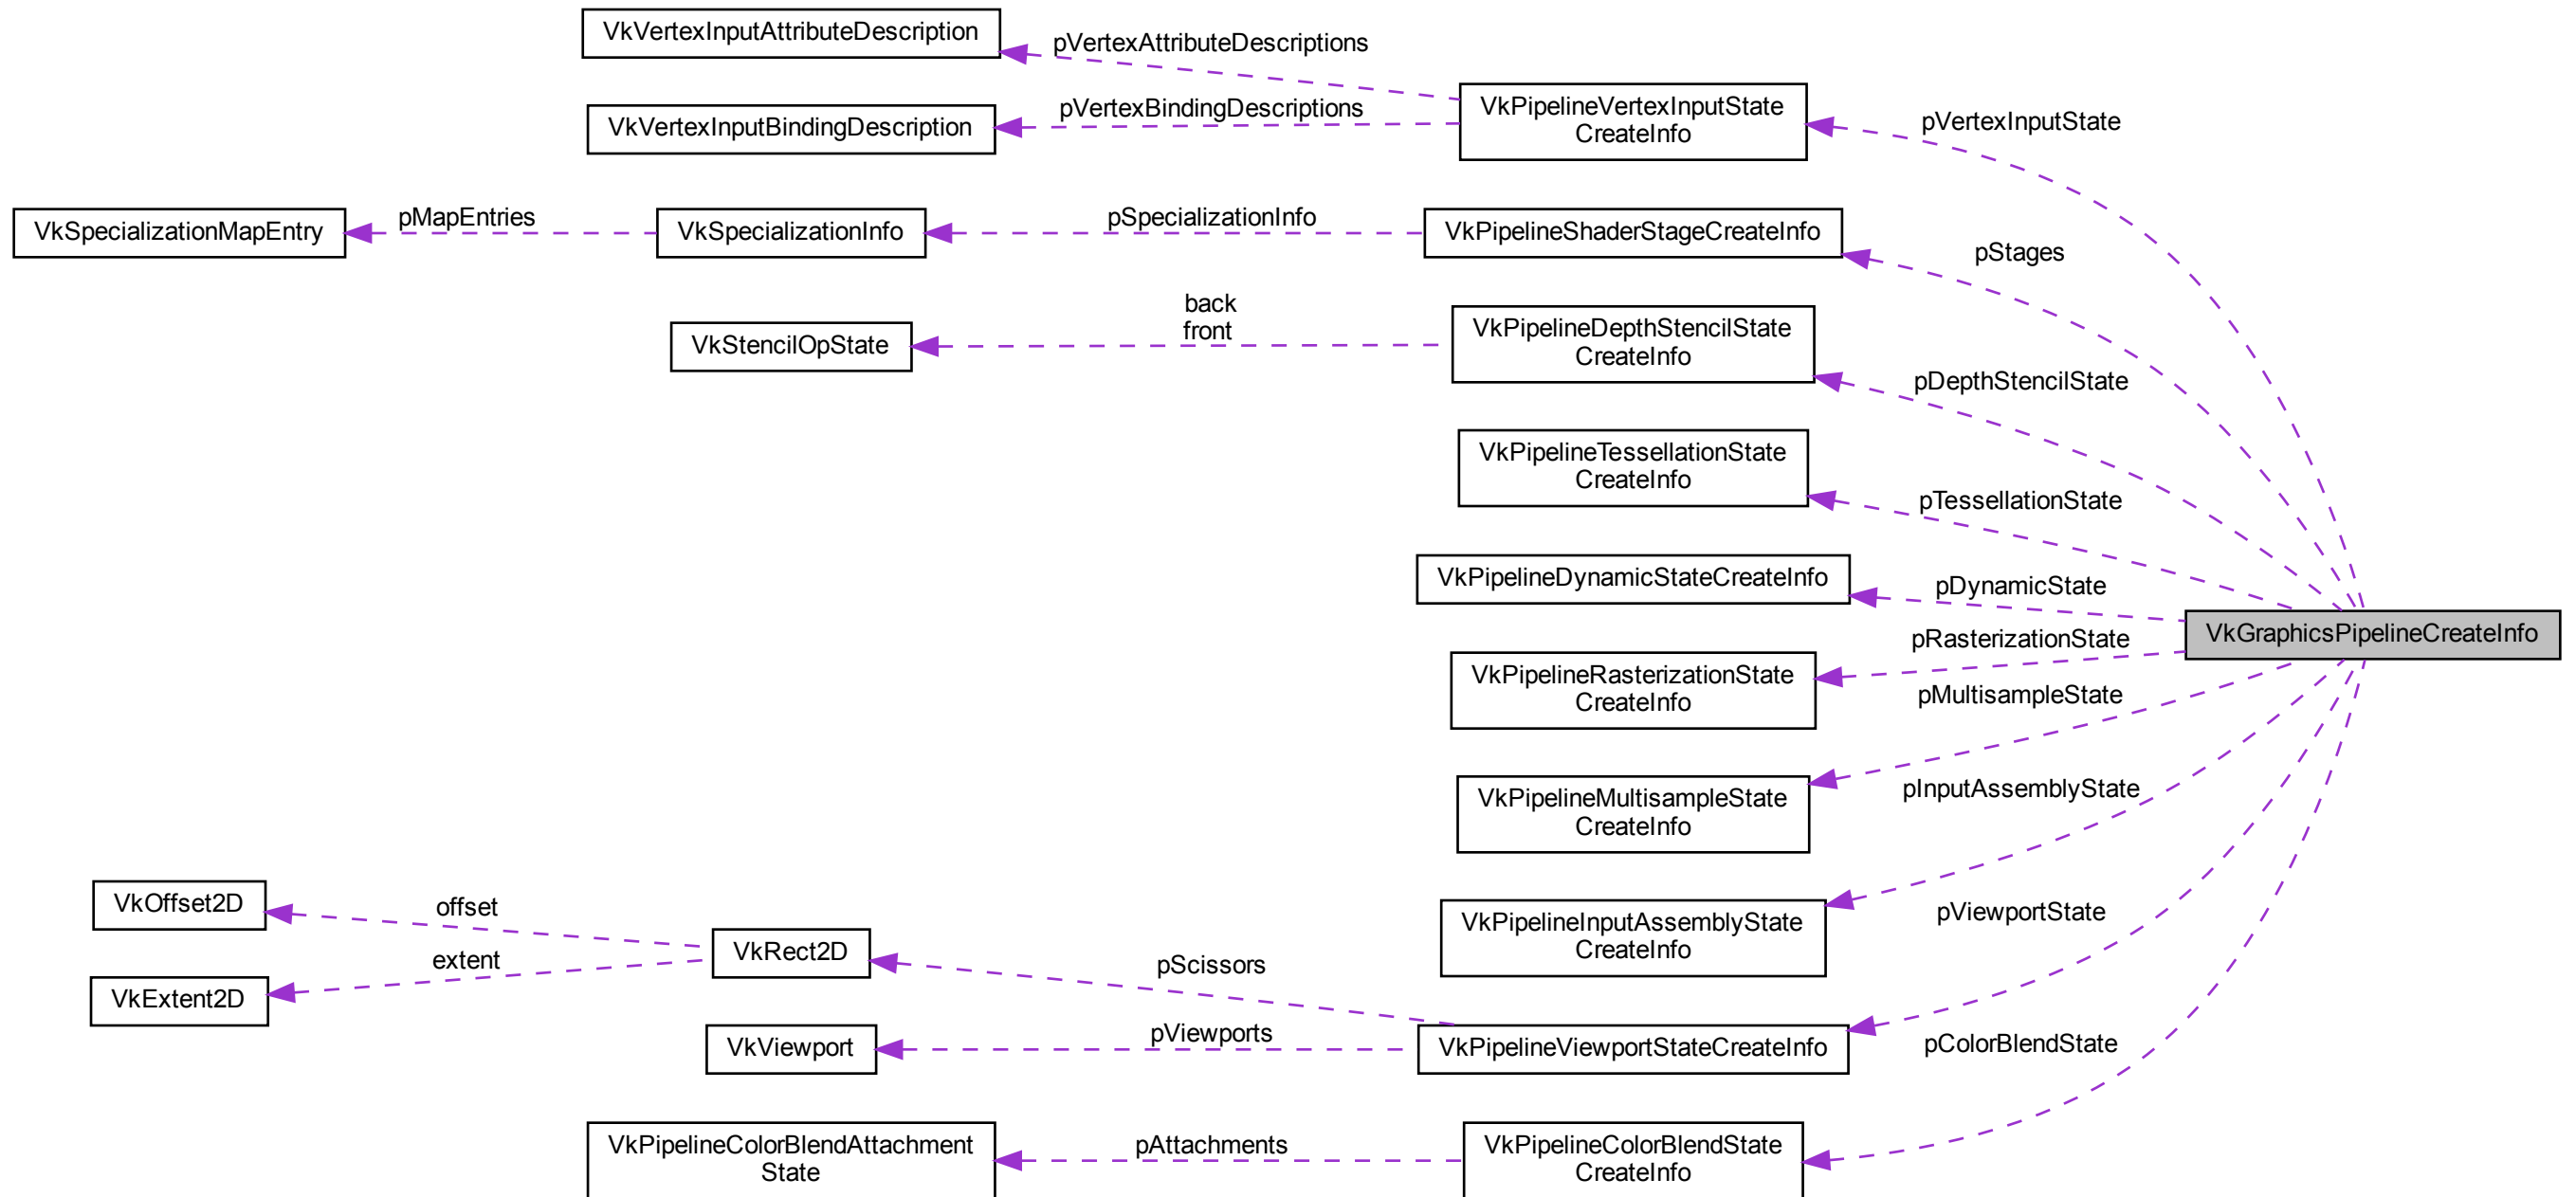 VkVertexInputAttributeDescription
pVertexAttributeDescriptions
VkVertexInputBindingDescription
pVertexBindingDescriptions
VkPipelineVertexInputState
CreateInfo
pVertexInputState
VkSpecializationMapEntry
pMapEntries
VkSpecializationInfo
pSpecializationInfo
VkPipelineShaderStageCreateInfo
pStages
VkStencilOpState
back
front
VkPipelineDepthStencilState
CreateInfo
pDepthStencilState
VkPipelineTessellationState
CreateInfo
pTessellationState
VkPipelineDynamicStateCreateInfo
pDynamicState
VkGraphicsPipelineCreateInfo
VkPipelineRasterizationState
CreateInfo
pRasterizationState
VkPipelineMultisampleState
CreateInfo
pMultisampleState
VkPipelineInputAssemblyState
CreateInfo
pInputAssemblyState
VkOffset2D
offset
VkExtent2D
extent
VkRect2D
pScissors
VkViewport
pViewports
VkPipelineViewportStateCreateInfo
pViewportState
VkPipelineColorBlendAttachment
State
pAttachments
VkPipelineColorBlendState
CreateInfo
pColorBlendState